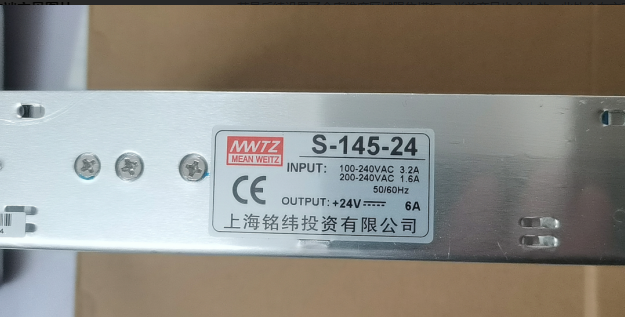 MWTZ
MEAN WEITZ
S-145-24
INPUT: 100-240VAC 3.2A
200-240VAC 1.6A
50/60Hz
CE
OUTPUT: +24V 6A
上海铭纬投资有限公司